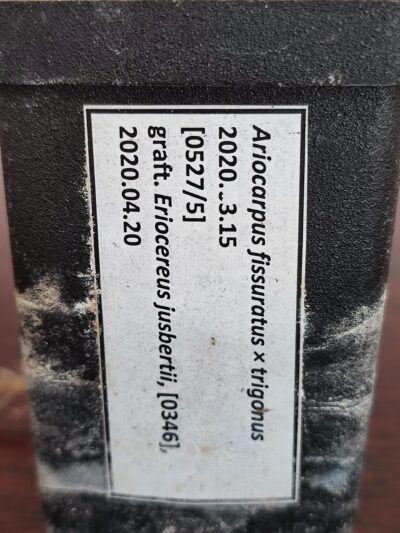 Ariocarpus fissuratus × trigonus
2020. 3.15
[0527/5]
graft. Eriocereus jusbertii, [0346],
2020.04.20